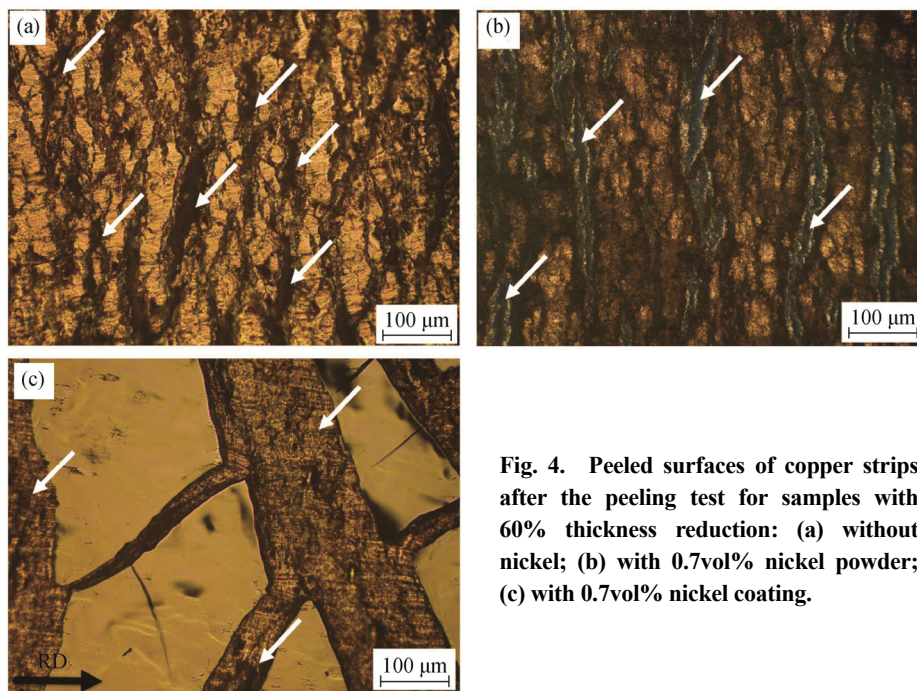 (a)
100 μm
(b)
100 μm
(c)
RD
100 μm
Fig. 4. Peeled surfaces of copper strips
after the peeling test for samples with
60% thickness reduction: (a) without
nickel; (b) with 0.7vol% nickel powder;
(c) with 0.7vol% nickel coating.